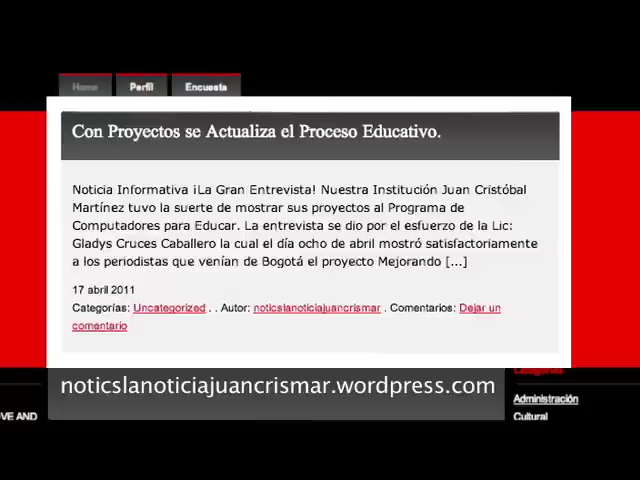 Home Perfil Encuesta
Con Proyectos se Actualiza el Proceso Educativo.
Noticia Informativa ¡La Gran Entrevista! Nuestra Institución Juan Cristóbal
Martínez tuvo la suerte de mostrar sus proyectos al Programa de
Computadores para Educar. La entrevista se dio por el esfuerzo de la Lic:
Gladys Cruces Caballero la cual el día ocho de abril mostró satisfactoriamente
a los periodistas que venían de Bogotá el proyecto Mejorando [...]
17 abril 2011
Categorías: Uncategorized . . Autor: noticslanoticiajuancrismar . Comentarios: Dejar un
comentario
Categorías
noticslanoticiajuancrismar.wordpress.com
Administración
VE AND
Cultural